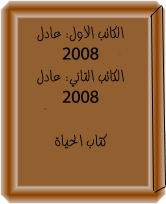 الكاتب الاول: عادل
2008
الكاتب الثاني: عادل
2008
كتاب الحياة